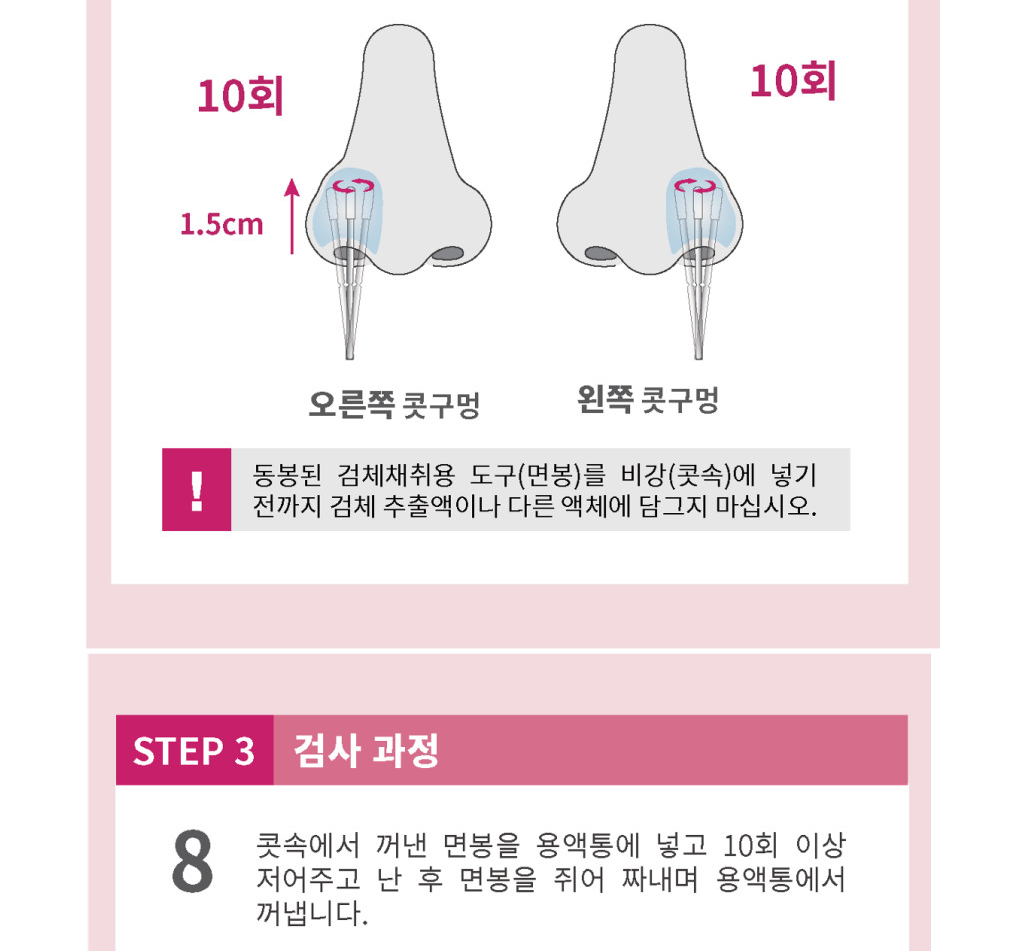 10회
10회
1.5cm
오른쪽 콧구멍
왼쪽 콧구멍
!
동봉된 검체채취용 도구(면봉)를 비강(콧속)에 넣기
전까지 검체 추출액이나 다른 액체에 담그지 마십시오.
STEP 3 검사 과정
8
콧속에서 꺼낸 면봉을 용액통에 넣고 10회 이상
저어주고 난 후 면봉을 쥐어 짜내며 용액통에서
꺼냅니다.